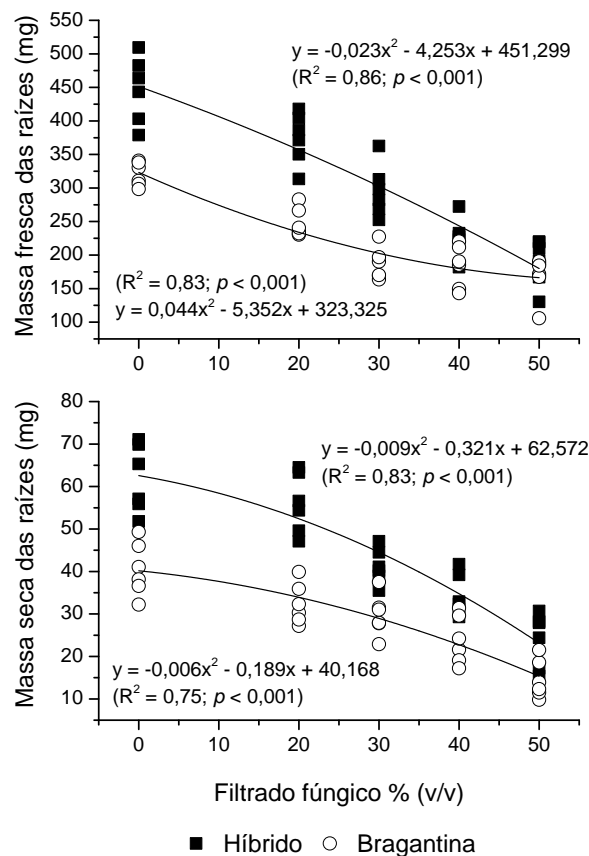 550
500
450
400
350
300
250
200
150
100
Massa fresca das raízes (mg)
y = -0,023x² - 4,253x + 451,299
(R² = 0,86; p < 0,001)
(R² = 0,83; p < 0,001)
y = 0,044x² - 5,352x + 323,325
0 10 20 30 40 50
80
70
60
50
40
30
20
10
Massa seca das raízes (mg)
y = -0,009x² - 0,321x + 62,572
(R² = 0,83; p < 0,001)
y = -0,006x² - 0,189x + 40,168
(R² = 0,75; p < 0,001)
0 10 20 30 40 50
Filtrado fúngico % (v/v)
Híbrido Bragantina